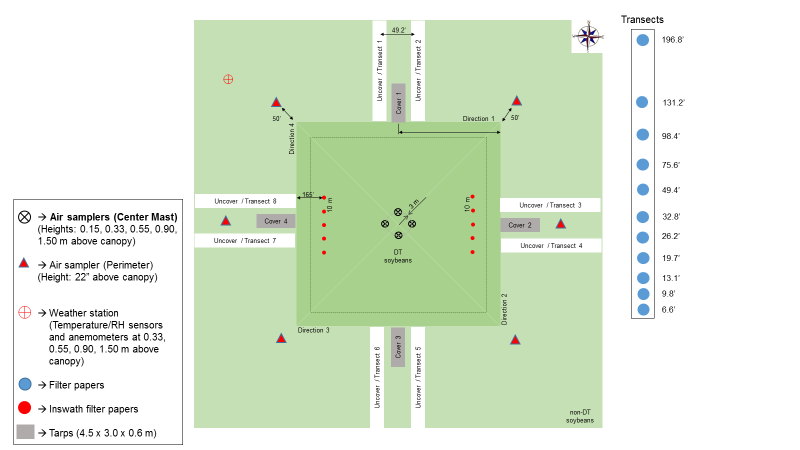 Transects
196.8'
131.2'
98.4'
75.6'
49.4'
32.8'
26.2'
19.7'
13.1'
9.8'
6.6'
49.2'
Uncover / Transect 1
Uncover / Transect 2
Cover 1
50'
50'
Direction 4
Direction 1
165'
10 m
10 m
3 m
Uncover / Transect 8
Cover 4
Uncover / Transect 7
Uncover / Transect 3
Cover 2
Uncover / Transect 4
DT
soybeans
Direction 2
Direction 3
Uncover / Transect 6
Cover 3
Uncover / Transect 5
non-DT
soybeans
→ Air samplers (Center Mast)
(Heights: 0.15, 0.33, 0.55, 0.90,
1.50 m above canopy)
→ Air sampler (Perimeter)
(Height: 22" above canopy)
→ Weather station
(Temperature/RH sensors
and anemometers at 0.33,
0.55, 0.90, 1.50 m above
canopy)
→ Filter papers
→ Inswath filter papers
→ Tarps (4.5 x 3.0 x 0.6 m)